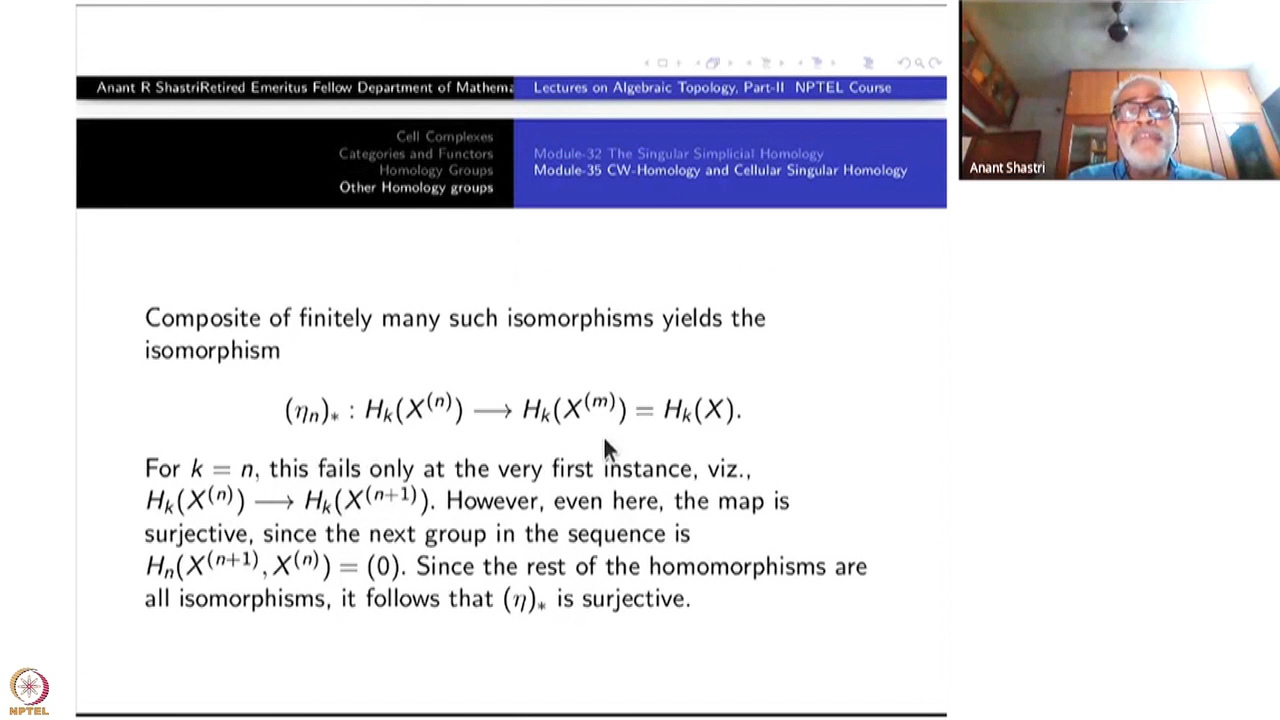 Anant R ShastriRetired Emeritus Fellow Department of Mathema
Lectures on Algebraic Topology, Part-II NPTEL Course
Cell Complexes
Categories and Functors
Homology Groups
Other Homology groups
Module-32 The Singular Simplicial Homology
Module-35 CW-Homology and Cellular Singular Homology
Anant Shastri
Composite of finitely many such isomorphisms yields the
isomorphism
(ηₙ)∗ : Hₖ(X⁽ⁿ⁾) ⟶ Hₖ(X⁽ᵐ⁾) = Hₖ(X).
For k = n, this fails only at the very first instance, viz.,
Hₖ(X⁽ⁿ⁾) ⟶ Hₖ(X⁽ⁿ⁺¹⁾). However, even here, the map is
surjective, since the next group in the sequence is
Hₙ(X⁽ⁿ⁺¹⁾, X⁽ⁿ⁾) = (0). Since the rest of the homomorphisms are
all isomorphisms, it follows that (η)∗ is surjective.
NPTEL